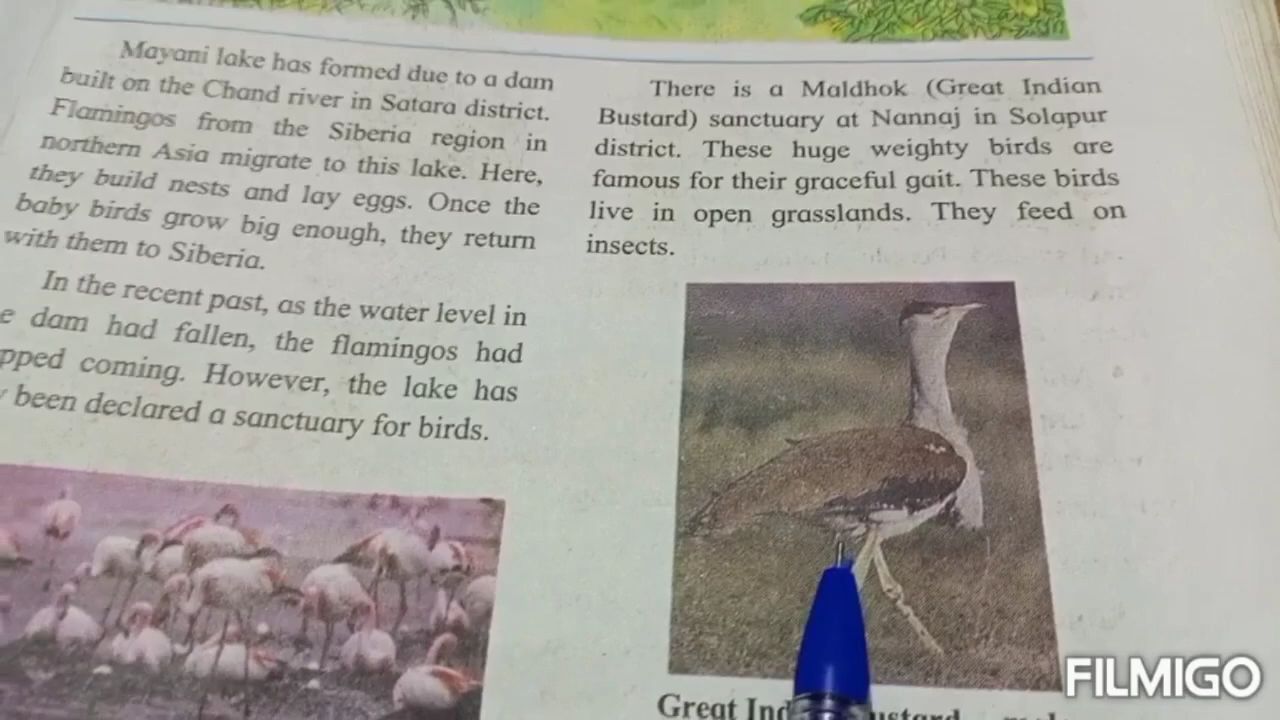 Mayani lake has formed due to a dam
built on the Chand river in Satara district.
Flamingos from the Siberia region in
northern Asia migrate to this lake. Here,
they build nests and lay eggs. Once the
baby birds grow big enough, they return
with them to Siberia.
In the recent past, as the water level in
dam had fallen, the flamingos had
coming. However, the lake has
been declared a sanctuary for birds.
There is a Maldhok (Great Indian
Bustard) sanctuary at Nannaj in Solapur
district. These huge weighty birds are
famous for their graceful gait. These birds
live in open grasslands. They feed on
insects.
Great
FILMIGO